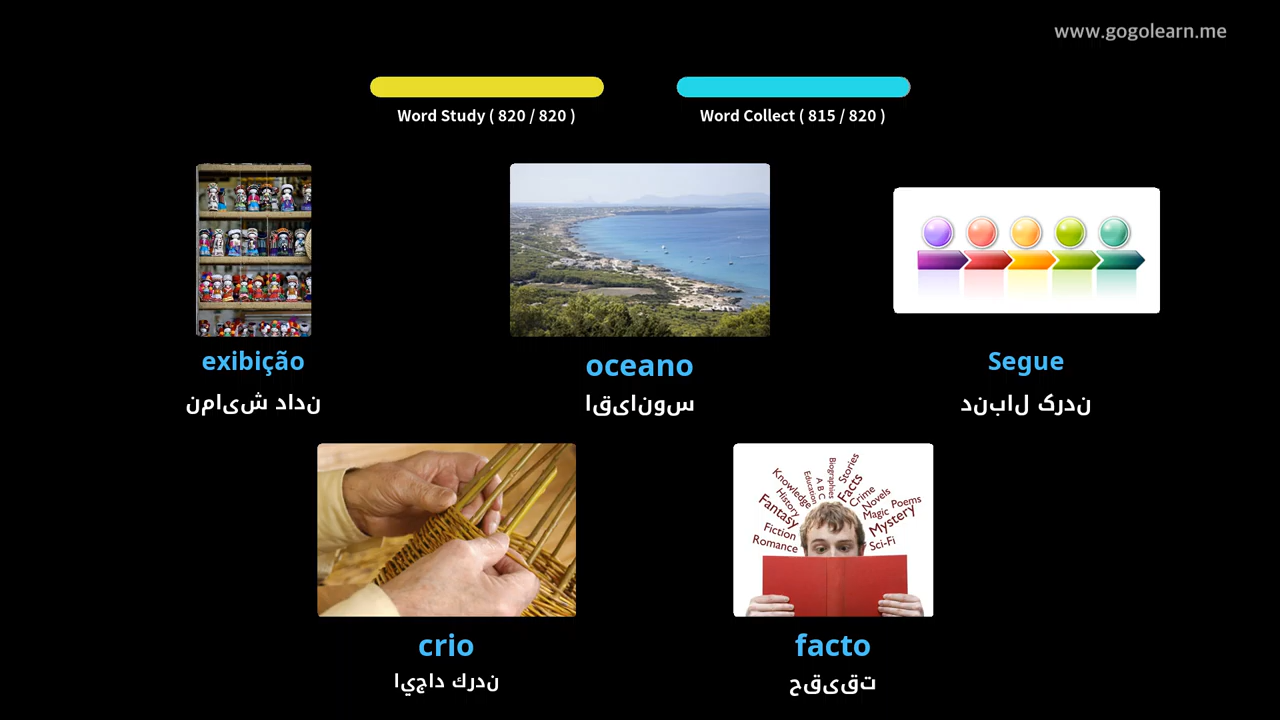 www.gogolearn.me
Word Study ( 820 / 820 )
Word Collect ( 815 / 820 )
exibição
نداد شیامن
oceano
سونایقا
Segue
ندرک لابند
crio
ندرك داجيا
Knowledge
History
Fantasy
Fiction
Romance
Education
A B C
Biographies
Stories
Facts
Crime
Novels
Magic
Poems
Mystery
Sci-Fi
facto
تقیقح